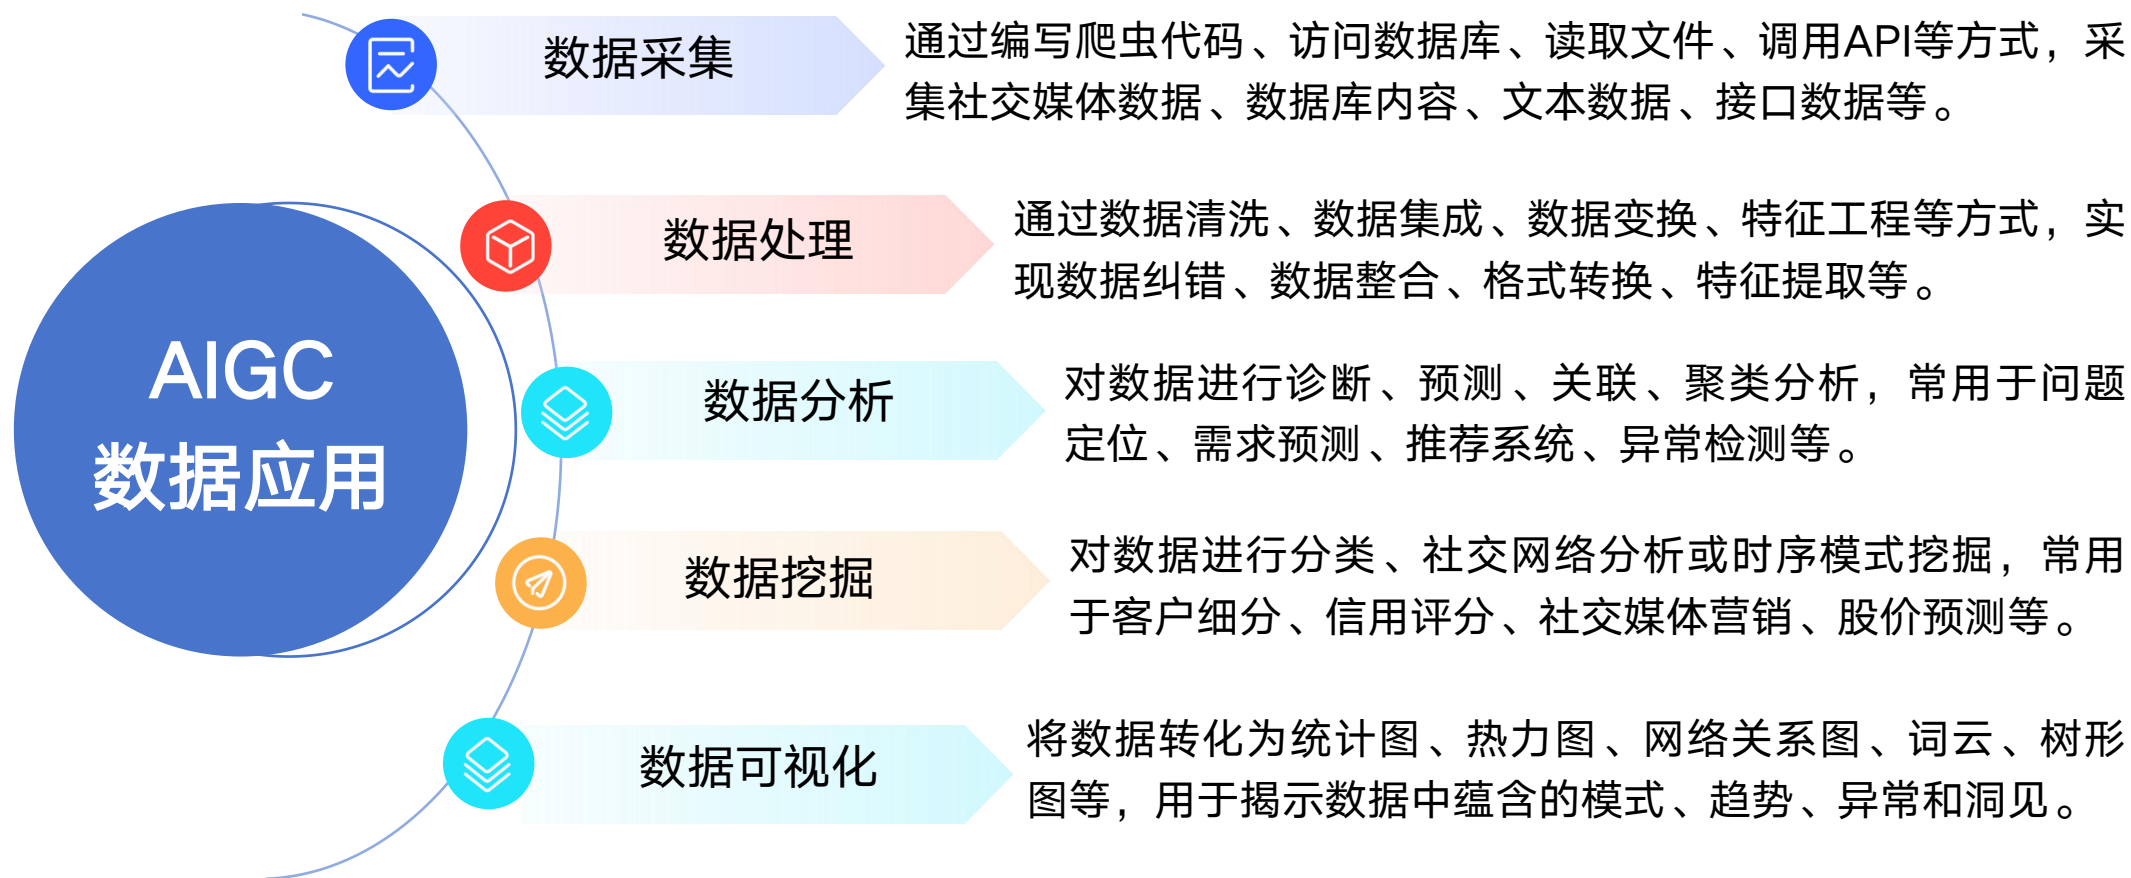 AIGC
数据应用
数据采集
通过编写爬虫代码、访问数据库、读取文件、调用API等方式，采
集社交媒体数据、数据库内容、文本数据、接口数据等。
数据处理
通过数据清洗、数据集成、数据变换、特征工程等方式，实
现数据纠错、数据整合、格式转换、特征提取等。
数据分析
对数据进行诊断、预测、关联、聚类分析，常用于问题
定位、需求预测、推荐系统、异常检测等。
数据挖掘
对数据进行分类、社交网络分析或时序模式挖掘，常用
于客户细分、信用评分、社交媒体营销、股价预测等。
数据可视化
将数据转化为统计图、热力图、网络关系图、词云、树形
图等，用于揭示数据中蕴含的模式、趋势、异常和洞见。